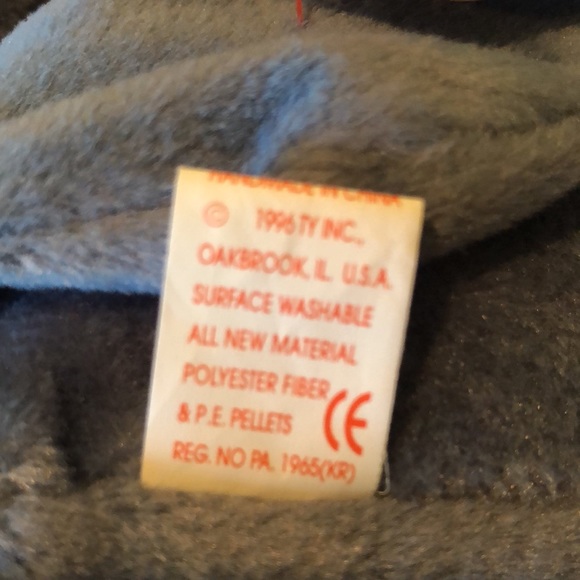 HANDMADE IN CHINA
© 1996 TY INC.,
OAKBROOK, IL. U.S.A.
SURFACE WASHABLE
ALL NEW MATERIAL
POLYESTER FIBER
& P.E. PELLETS CE
REG. NO PA. 1965(KR)